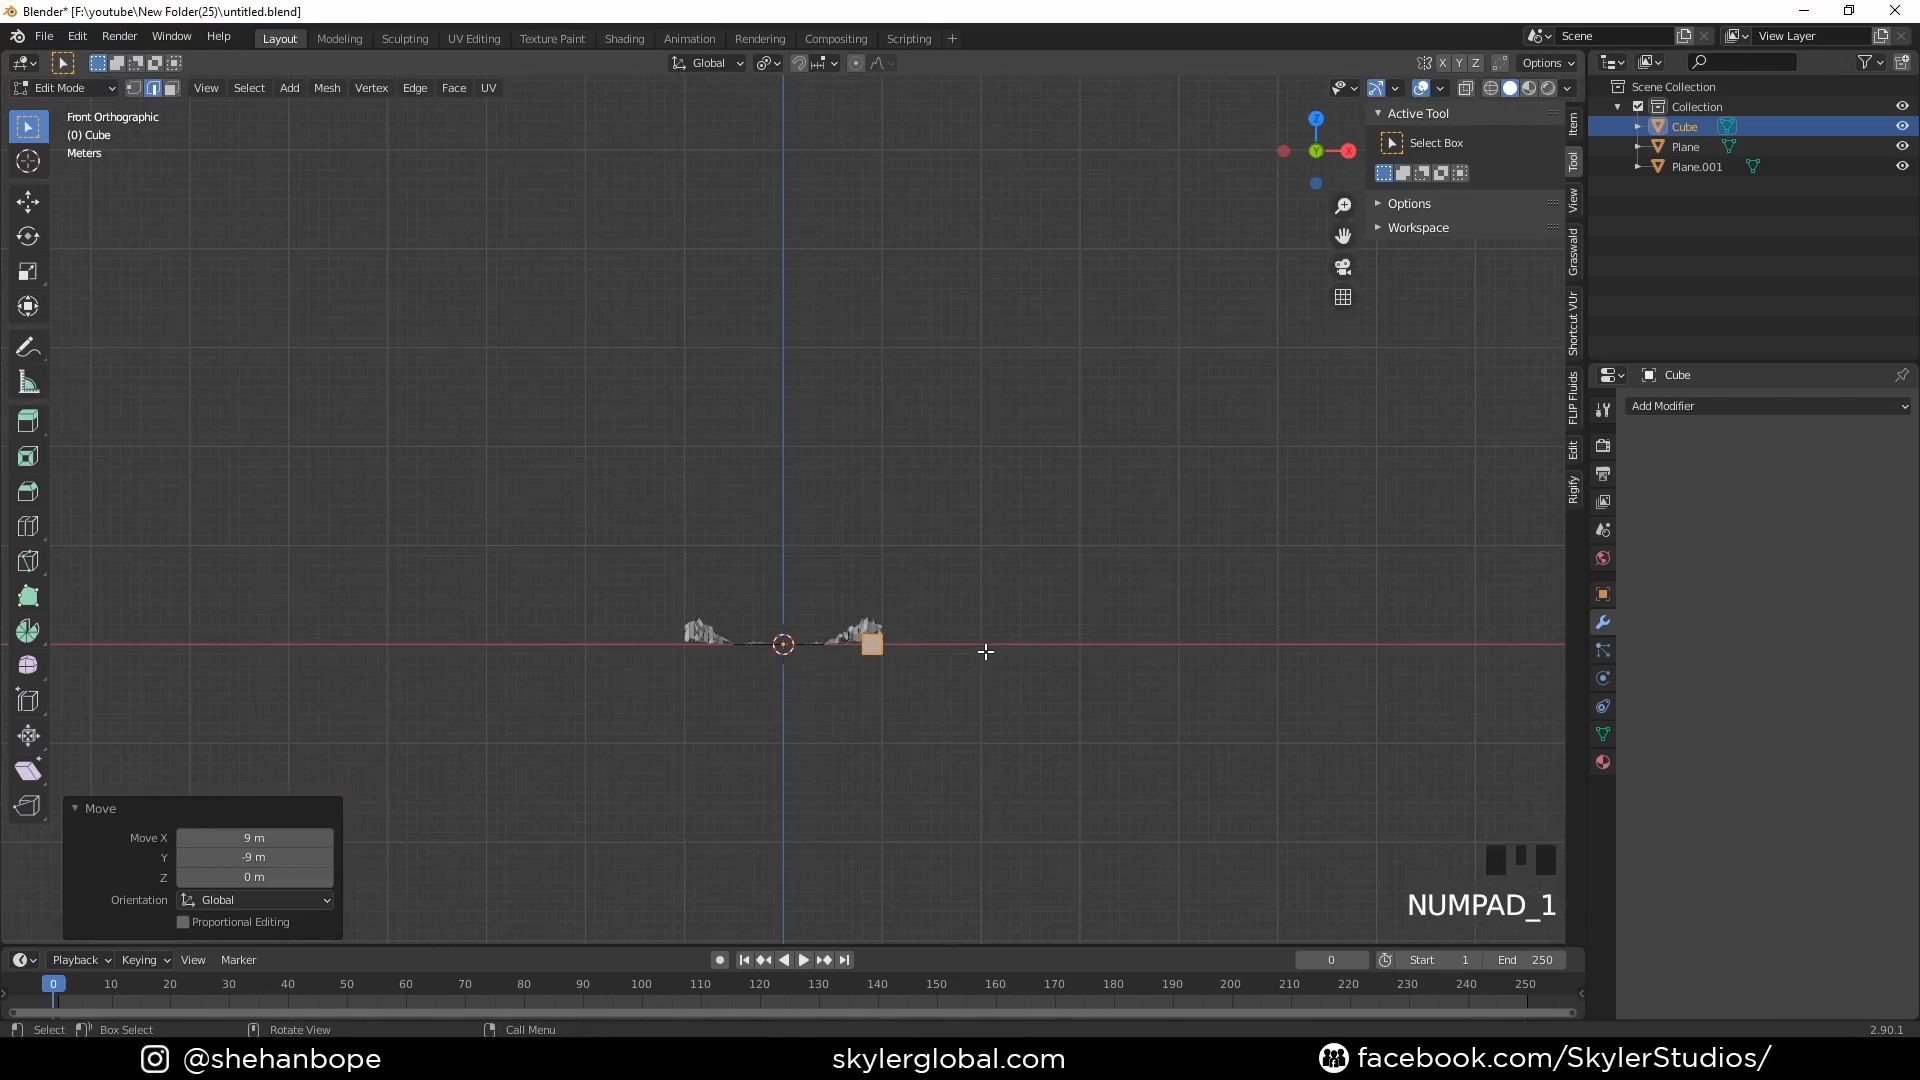 Blender* [F:\youtube\New Folder(25)\untitled.blend]
File Edit Render Window Help Layout Modeling Sculpting UV Editing Texture Paint Shading Animation Rendering Compositing Scripting +
Scene View Layer
Global X Y Z Options
Edit Mode View Select Add Mesh Vertex Edge Face UV
Front Orthographic
(0) Cube
Meters
Z
Y
X
Active Tool
Select Box
Options
Workspace
Item
Tool
View
Graswald
Shortcut VUr
FLIP Fluids
Edit
Rigify
Scene Collection
Collection
Cube
Plane
Plane.001
Cube
Add Modifier
Move
Move X 9 m
Y -9 m
Z 0 m
Orientation Global
Proportional Editing
NUMPAD_1
Playback Keying View Marker 0 Start 1 End 250
0 10 20 30 40 50 60 70 80 90 100 110 120 130 140 150 160 170 180 190 200 210 220 230 240 250
Select Box Select Rotate View Call Menu 2.90.1
@shehanbope skylerglobal.com facebook.com/SkylerStudios/